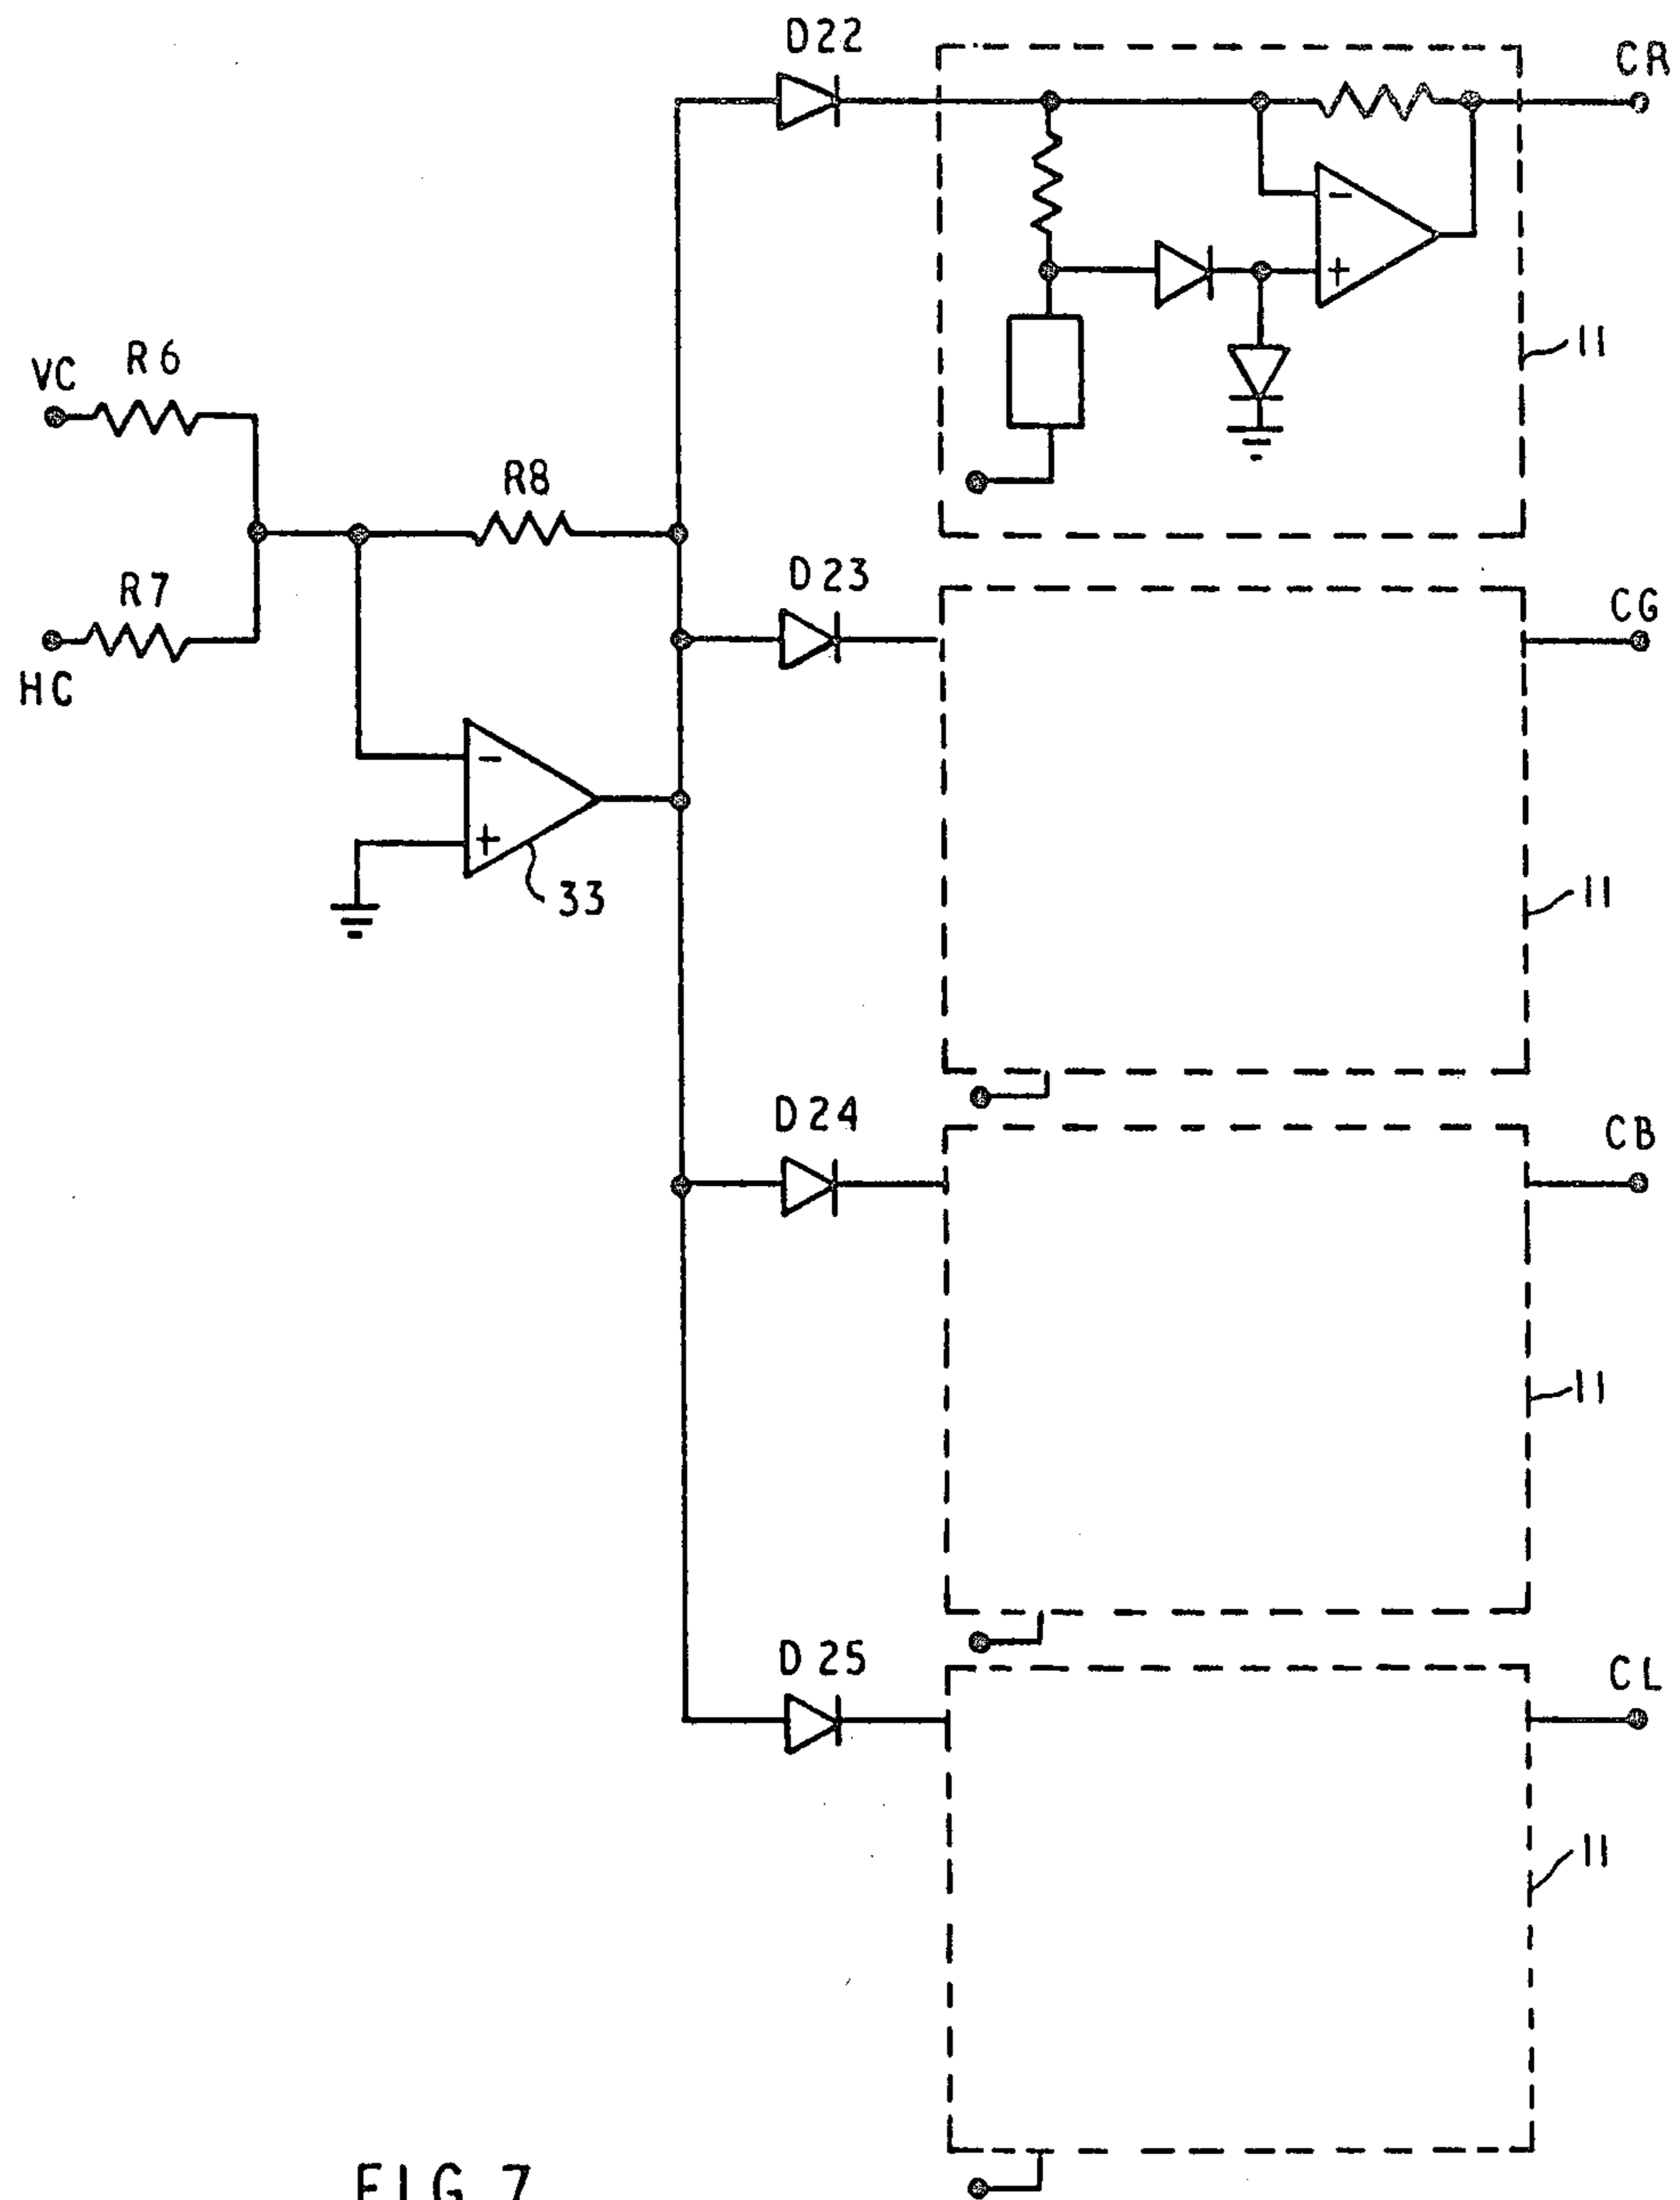 D22
CR
-
+
11
VC
R6
R8
R7
HC
D23
CG
-
+
33
11
D24
CB
11
D25
CL
11
FIG 7